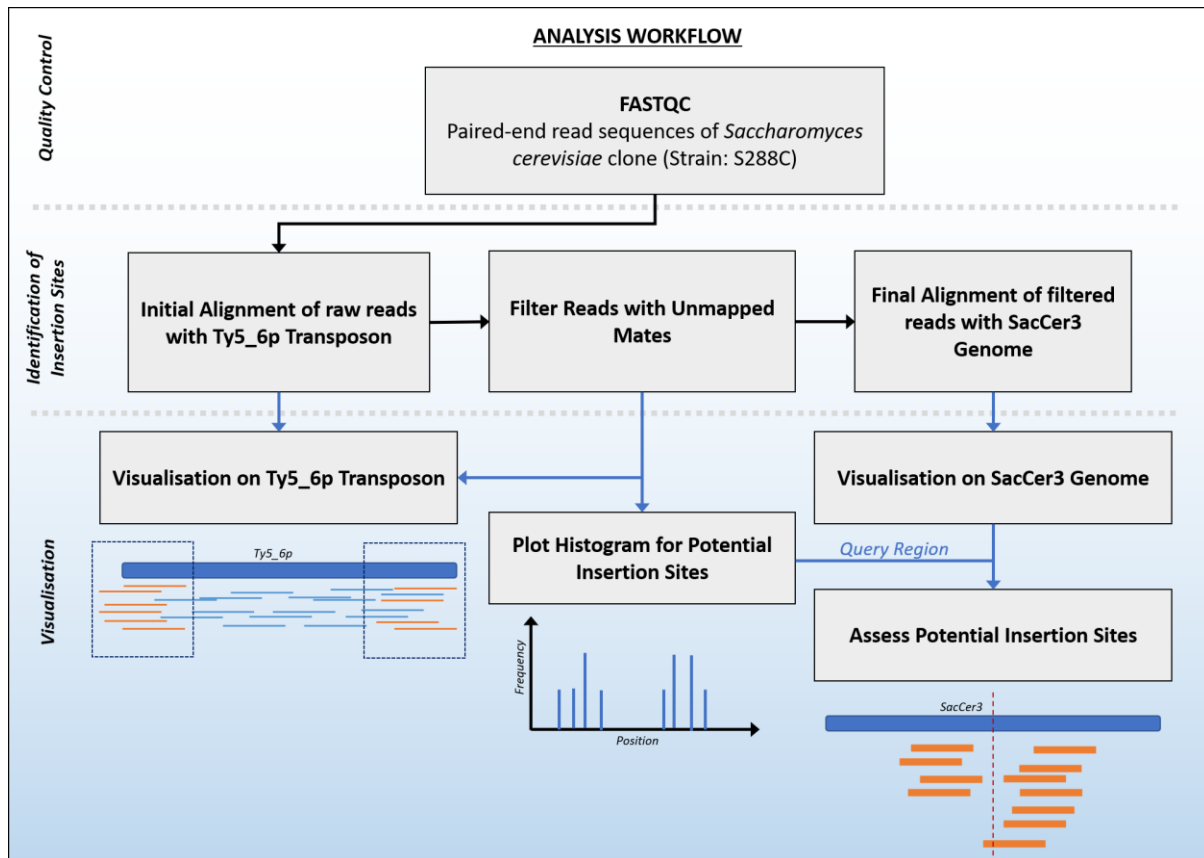 ANALYSIS WORKFLOW
Quality Control
FASTQC
Paired-end read sequences of Saccharomyces
cerevisiae clone (Strain: S288C)
Identification of
Insertion Sites
Initial Alignment of raw reads
with Ty5_6p Transposon
Filter Reads with Unmapped
Mates
Final Alignment of filtered
reads with SacCer3
Genome
Visualisation
Visualisation on Ty5_6p Transposon
Visualisation on SacCer3 Genome
Ty5_6p
Plot Histogram for Potential
Insertion Sites
Query Region
Assess Potential Insertion Sites
Frequency
Position
SacCer3